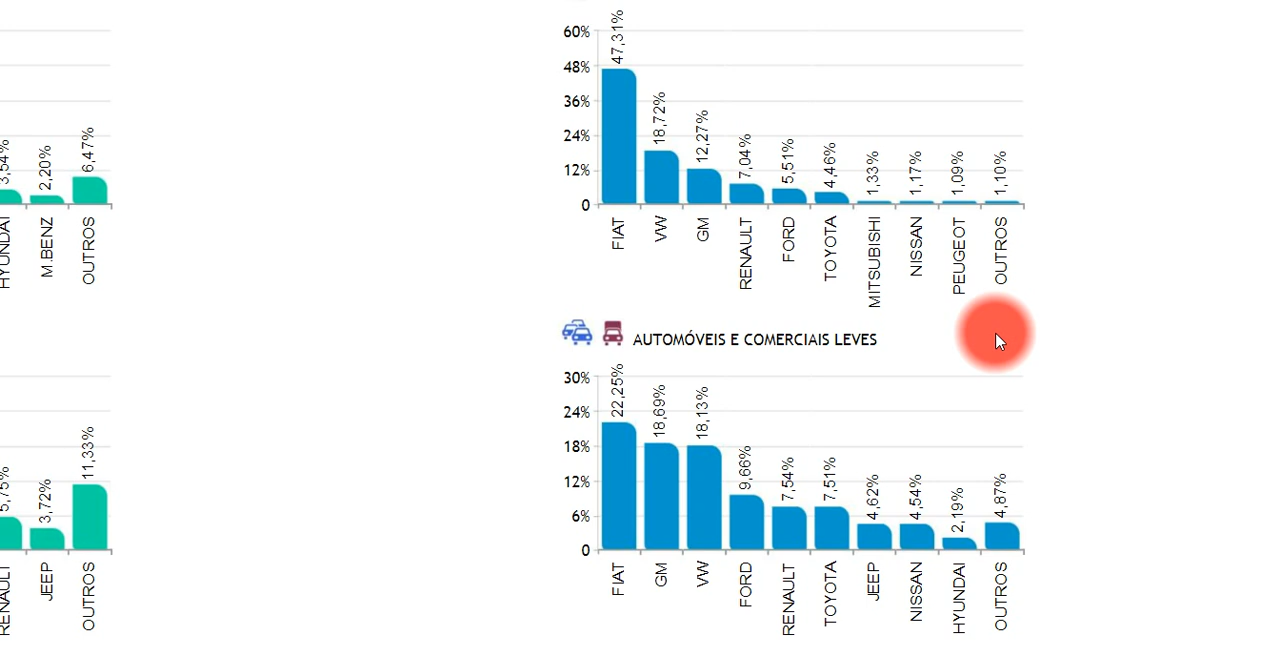 60%
48%
36%
24%
12%
0
47,31%
18,72%
12,27%
7,04%
5,51%
4,46%
1,33%
1,17%
1,09%
1,10%
FIAT
VW
GM
RENAULT
FORD
TOYOTA
MITSUBISHI
NISSAN
PEUGEOT
OUTROS
2,20%
6,47%
M.BENZ
OUTROS
AUTOMÓVEIS E COMERCIAIS LEVES
30%
24%
18%
12%
6%
0
22,25%
18,69%
18,13%
9,66%
7,54%
7,51%
4,62%
4,54%
2,19%
4,87%
FIAT
GM
VW
FORD
RENAULT
TOYOTA
JEEP
NISSAN
HYUNDAI
OUTROS
3,72%
11,33%
JEEP
OUTROS